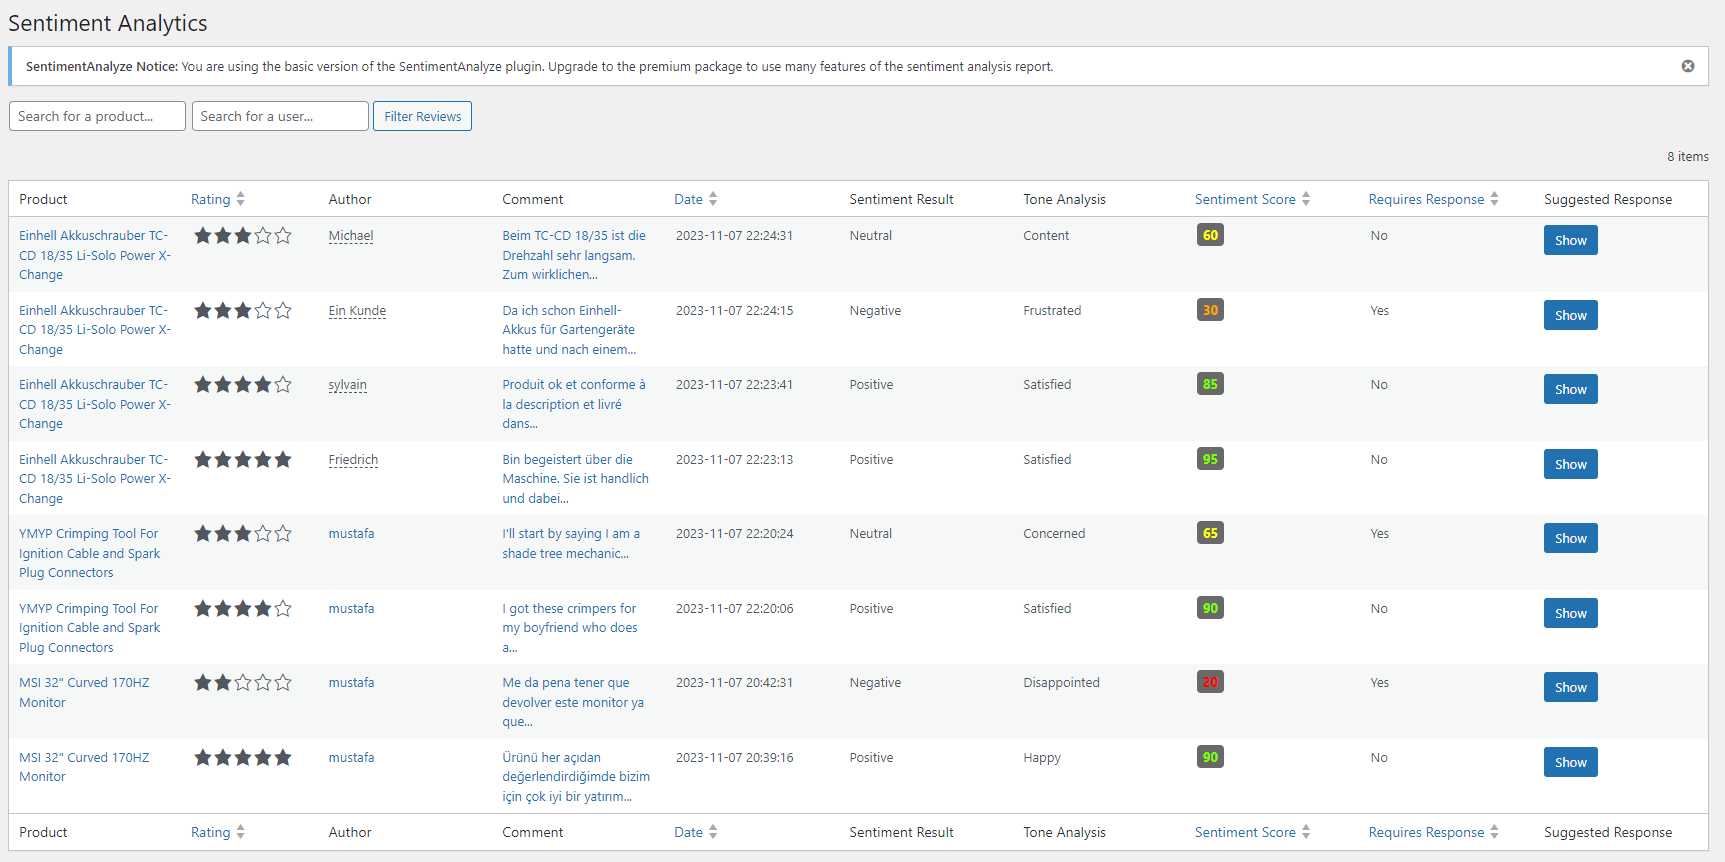 Sentiment Analytics
SentimentAnalyze Notice: You are using the basic version of the SentimentAnalyze plugin. Upgrade to the premium package to use many features of the sentiment analysis report.
Search for a product... Search for a user... Filter Reviews
8 items
Product Rating Author Comment Date Sentiment Result Tone Analysis Sentiment Score Requires Response Suggested Response
Einhell Akkuschrauber TC- Michael Beim TC-CD 18/35 ist die 2023-11-07 22:24:31 Neutral Content 60 No Show
CD 18/35 Li-Solo Power X- Drehzahl sehr langsam.
Change Zum wirklichen...
Einhell Akkuschrauber TC- Ein Kunde Da ich schon Einhell- 2023-11-07 22:24:15 Negative Frustrated 30 Yes Show
CD 18/35 Li-Solo Power X- Akkus für Gartengeräte
Change hatte und nach einem...
Einhell Akkuschrauber TC- sylvain Produit ok et conforme à 2023-11-07 22:23:41 Positive Satisfied 85 No Show
CD 18/35 Li-Solo Power X- la description et livré
Change dans...
Einhell Akkuschrauber TC- Friedrich Bin begeistert über die 2023-11-07 22:23:13 Positive Satisfied 95 No Show
CD 18/35 Li-Solo Power X- Maschine. Sie ist handlich
Change und dabei...
YMYP Crimping Tool For mustafa I'll start by saying I am a 2023-11-07 22:20:24 Neutral Concerned 65 Yes Show
Ignition Cable and Spark shade tree mechanic...
Plug Connectors
YMYP Crimping Tool For mustafa I got these crimpers for 2023-11-07 22:20:06 Positive Satisfied 90 No Show
Ignition Cable and Spark my boyfriend who does
Plug Connectors a...
MSI 32" Curved 170HZ mustafa Me da pena tener que 2023-11-07 20:42:31 Negative Disappointed 20 Yes Show
Monitor devolver este monitor ya
que...
MSI 32" Curved 170HZ mustafa Ürünü her açıdan 2023-11-07 20:39:16 Positive Happy 90 No Show
Monitor değerlendirdiğimde bizim
için çok iyi bir yatırım...
Product Rating Author Comment Date Sentiment Result Tone Analysis Sentiment Score Requires Response Suggested Response